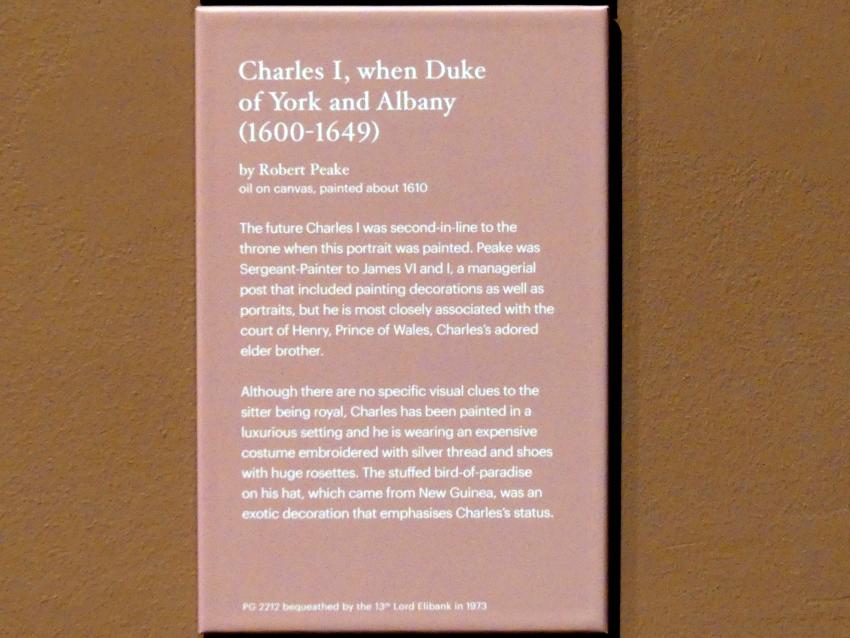 Charles I, when Duke
of York and Albany
(1600-1649)
by Robert Peake
oil on canvas, painted about 1610
The future Charles I was second-in-line to the
throne when this portrait was painted. Peake was
Sergeant-Painter to James VI and I, a managerial
post that included painting decorations as well as
portraits, but he is most closely associated with the
court of Henry, Prince of Wales, Charles's adored
elder brother.
Although there are no specific visual clues to the
sitter being royal, Charles has been painted in a
luxurious setting and he is wearing an expensive
costume embroidered with silver thread and shoes
with huge rosettes. The stuffed bird-of-paradise
on his hat, which came from New Guinea, was an
exotic decoration that emphasises Charles's status.
PG 2212 bequeathed by the 13th Lord Elibank in 1973